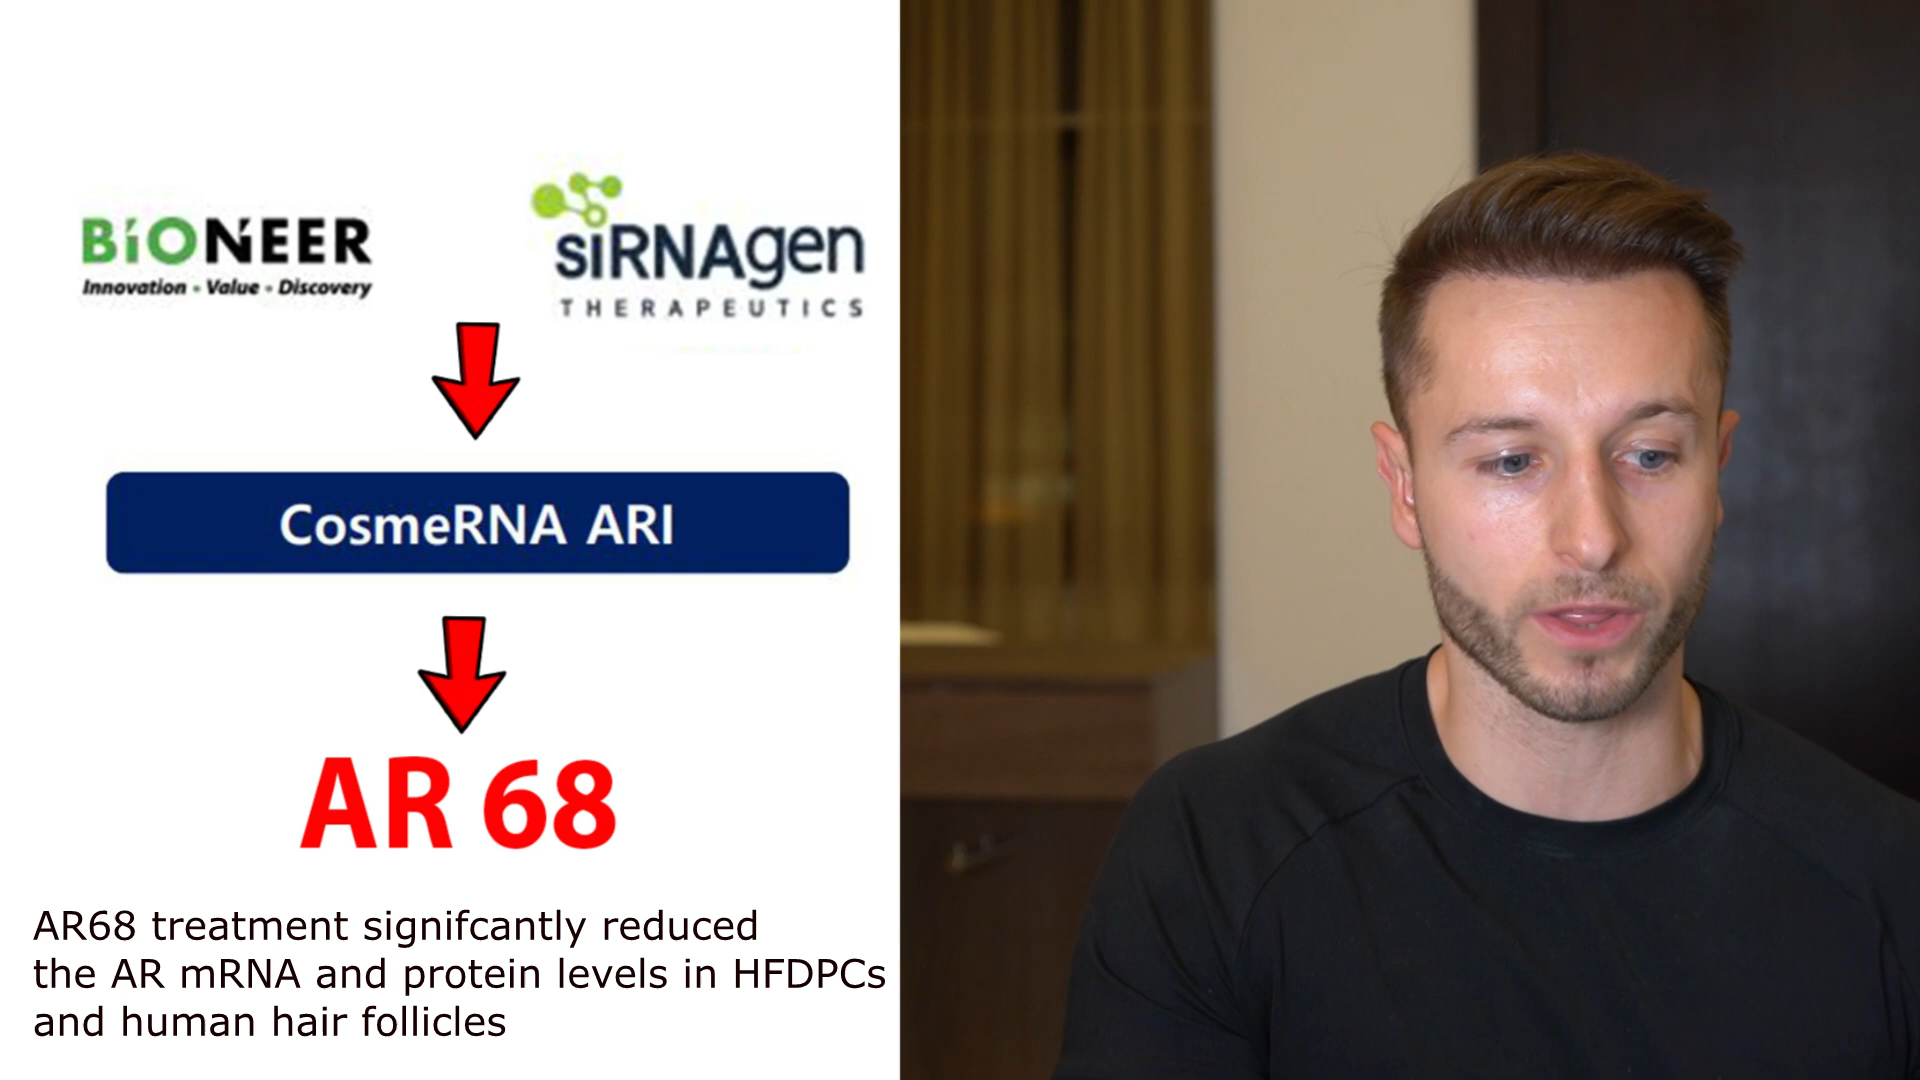 BiONEER
Innovation • Value • Discovery
siRNAgen
THERAPEUTICS
CosmeRNA ARI
AR 68
AR68 treatment signifcantly reduced
the AR mRNA and protein levels in HFDPCs
and human hair follicles